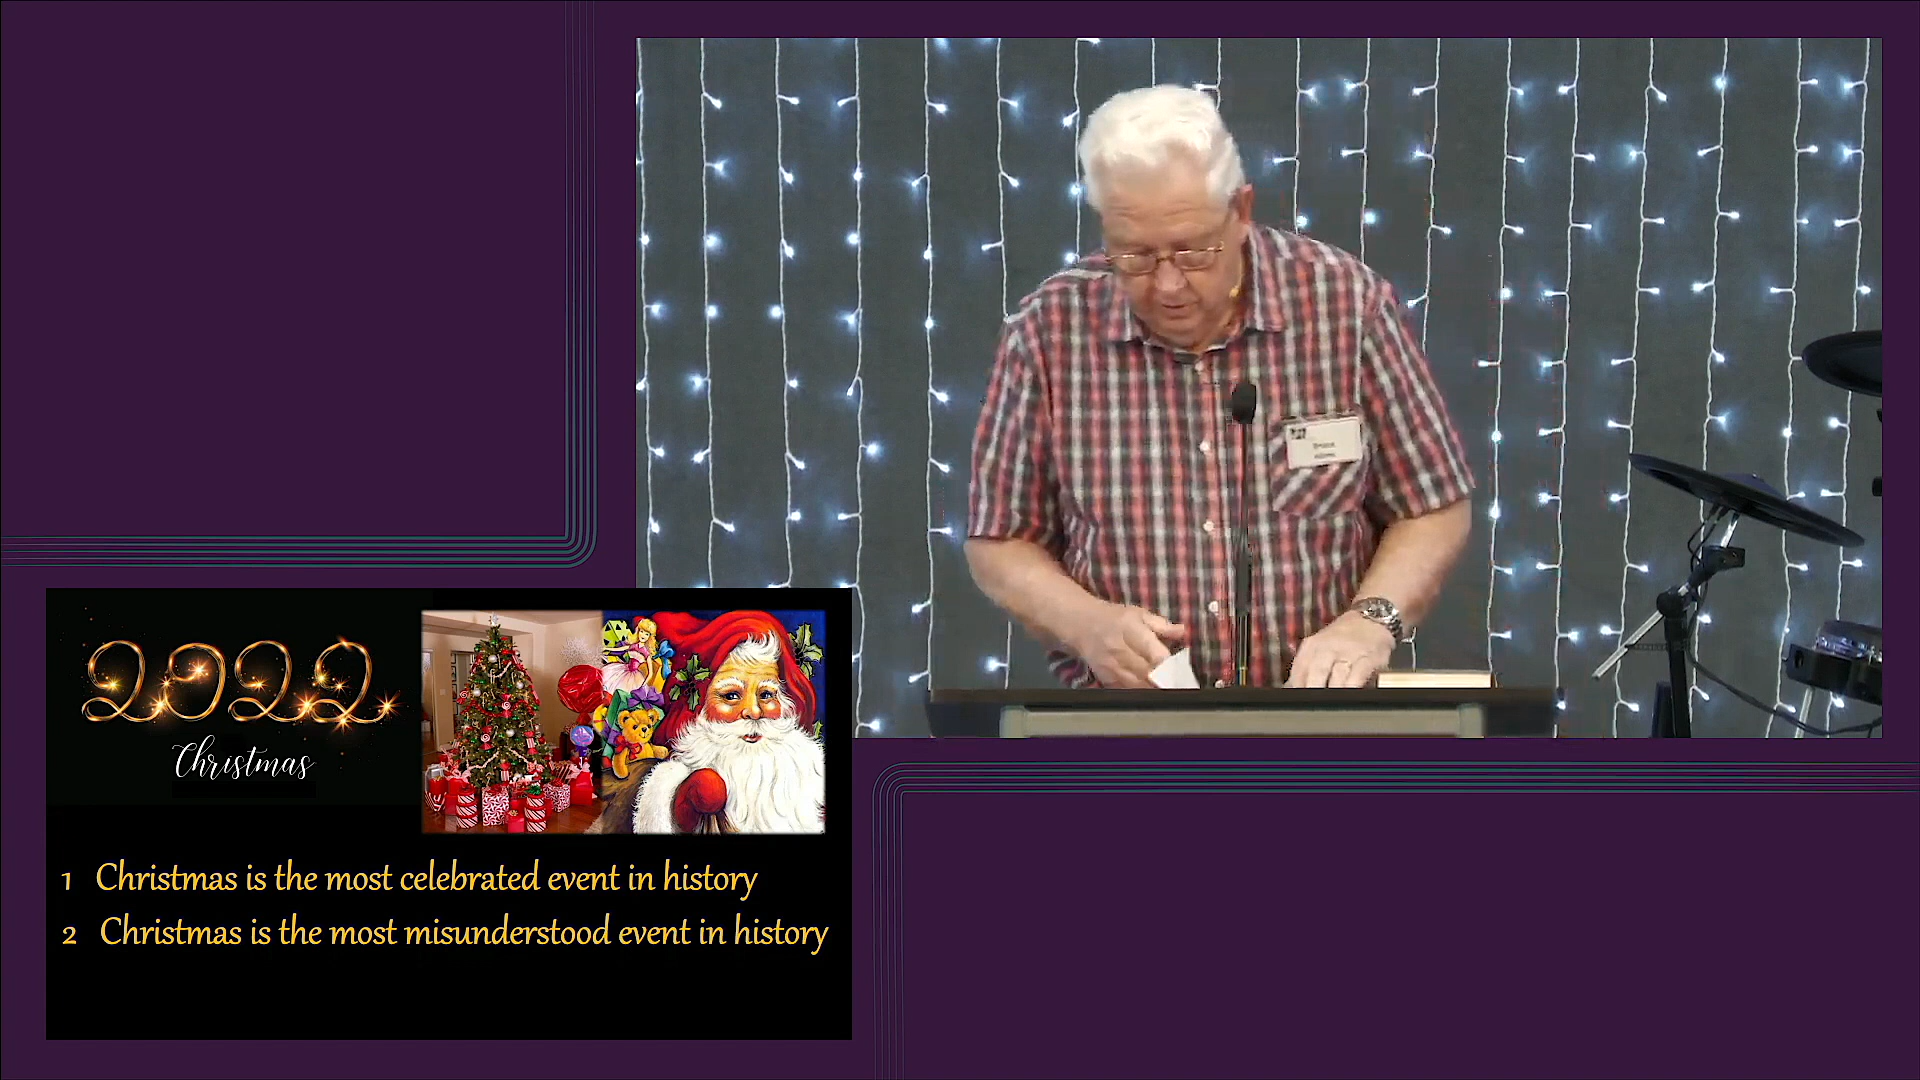 2022
Christmas
1 Christmas is the most celebrated event in history
2 Christmas is the most misunderstood event in history